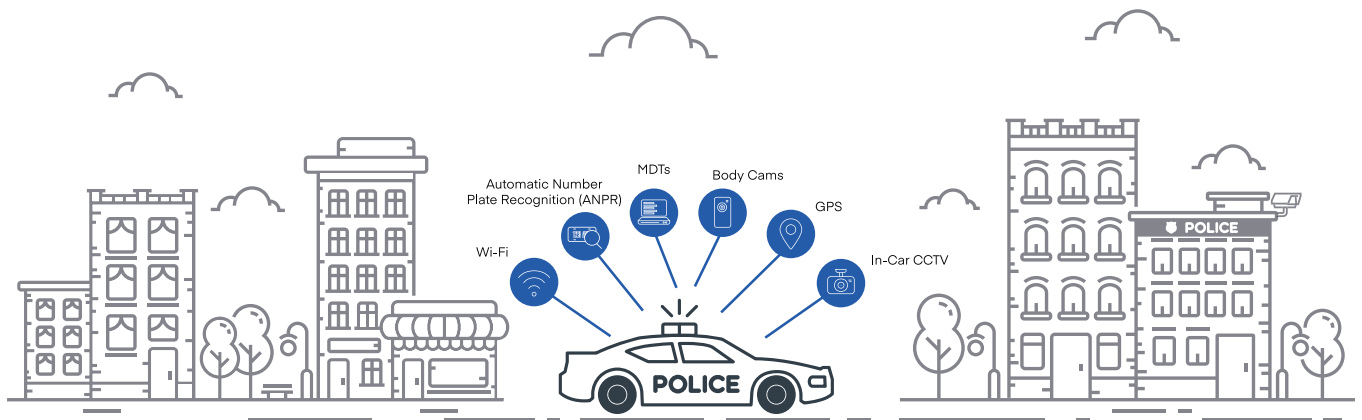 MDTs
Body Cams
Automatic Number
Plate Recognition (ANPR)
GPS
Wi-Fi
In-Car CCTV
POLICE
POLICE